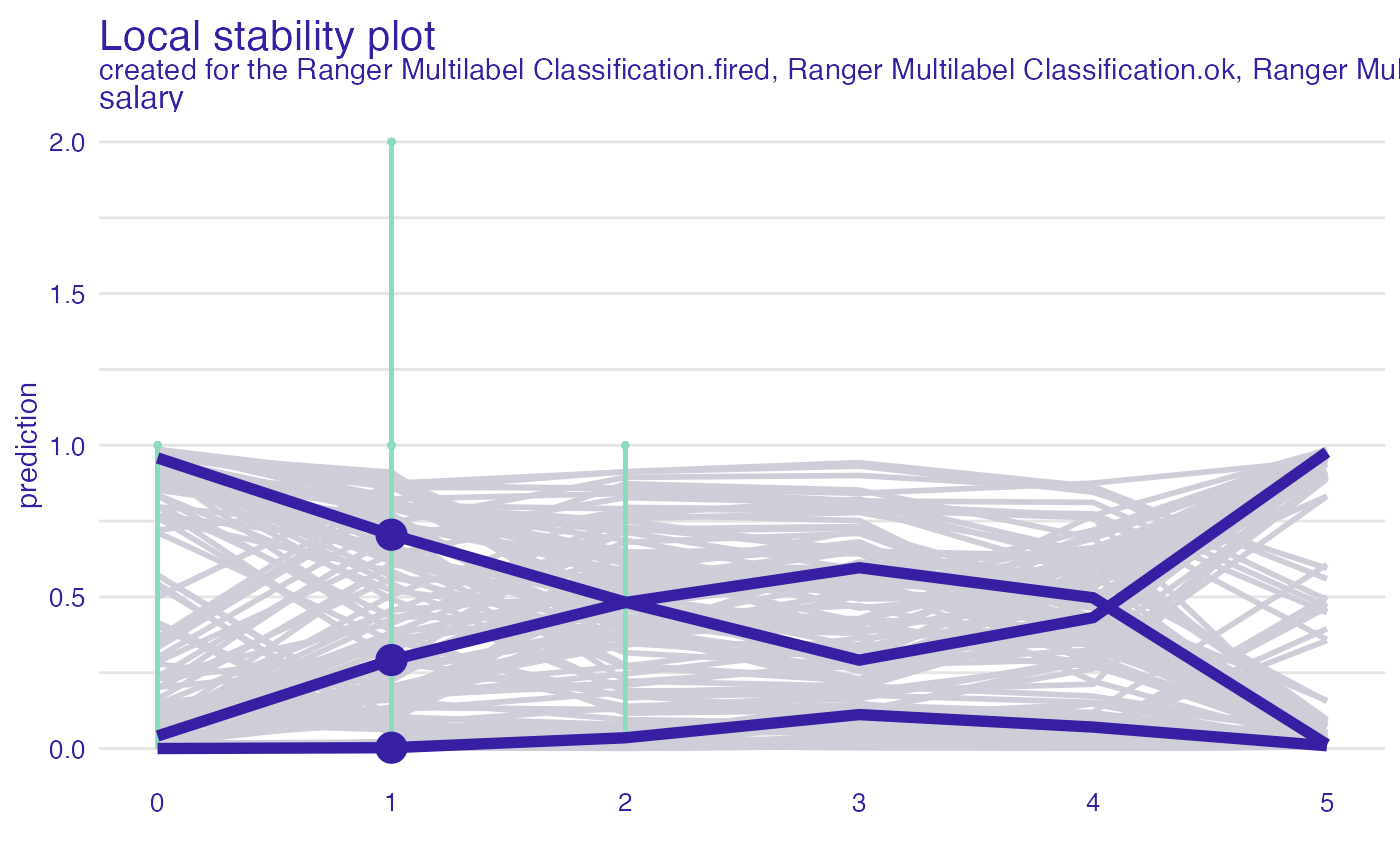 Local stability plot
created for the Ranger Multilabel Classification.fired, Ranger Multilabel Classification.ok, Ranger Mul
salary
2.0
1.5
1.0
0.5
0.0
prediction
0 1 2 3 4 5